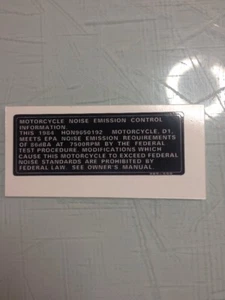 MOTORCYCLE NOISE EMISSION CONTROL
INFORMATION.
THIS 1984 HON9G50192 MOTORCYCLE, D1,
MEETS EPA NOISE EMISSION REQUIREMENTS
OF 86dBA AT 7500RPM BY THE FEDERAL
TEST PROCEDURE. MODIFICATIONS WHICH
CAUSE THIS MOTORCYCLE TO EXCEED FEDERAL
NOISE STANDARDS ARE PROHIBITED BY
FEDERAL LAW. SEE OWNER'S MANUAL